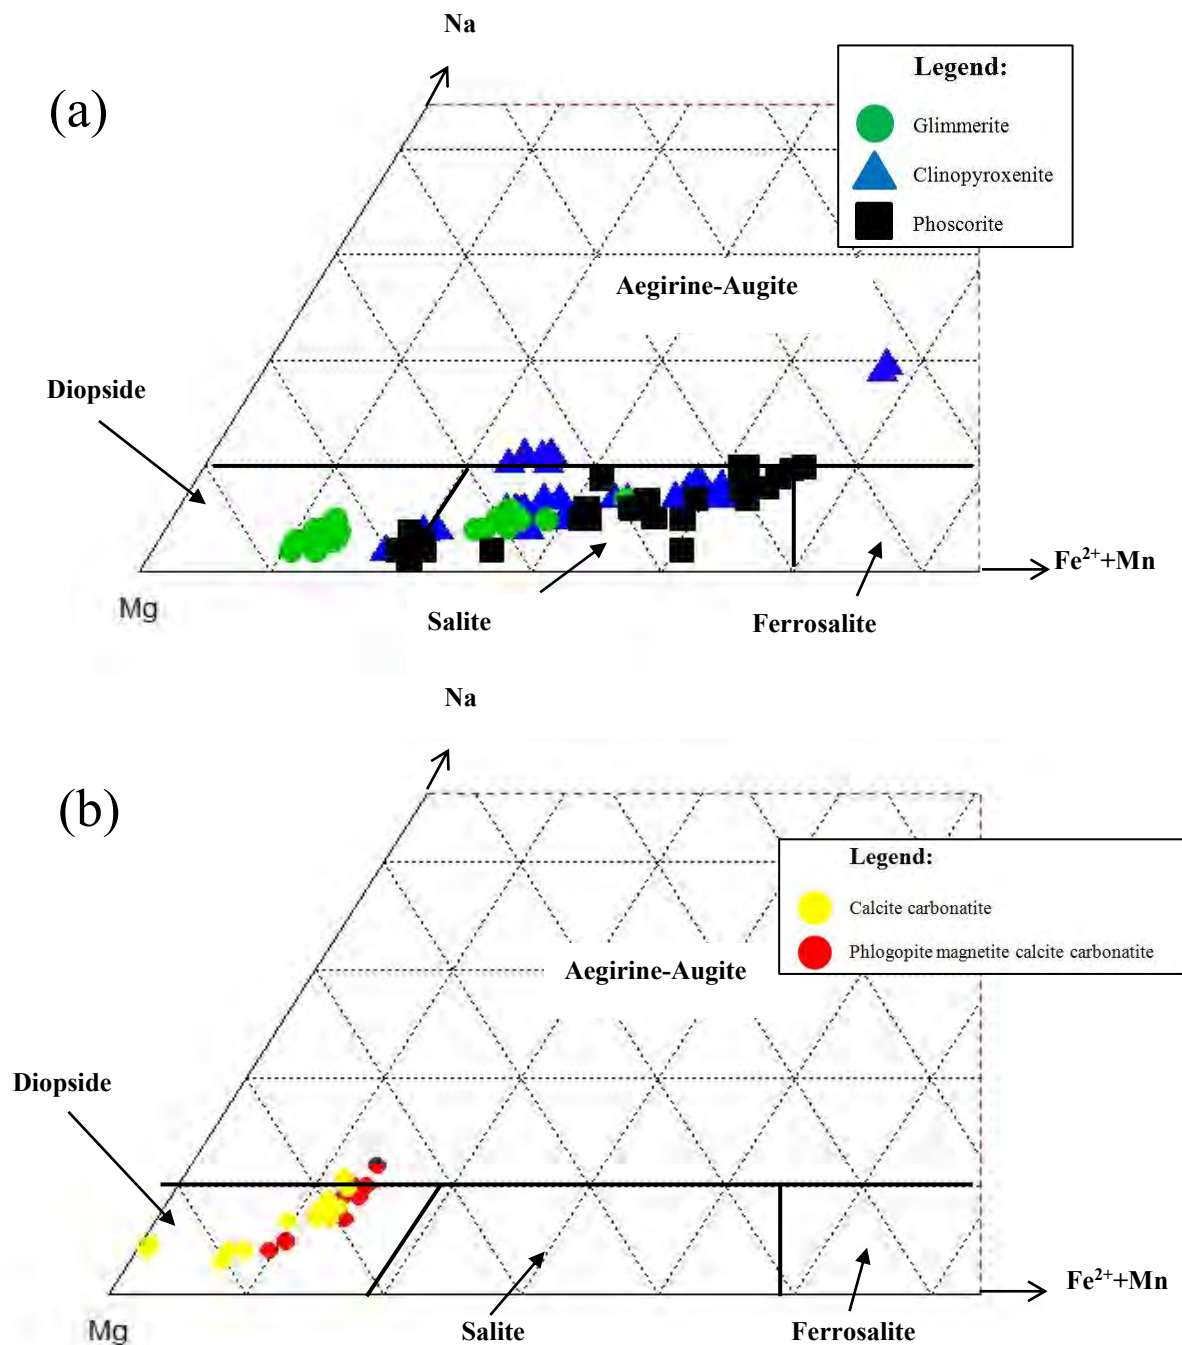 Na
(a)
Legend:
Glimmerite
Clinopyroxenite
Phoscorite
Aegirine-Augite
Diopside
Fe²⁺+Mn
Mg
Salite
Ferrosalite
Na
(b)
Legend:
Calcite carbonatite
Phlogopite magnetite calcite carbonatite
Aegirine-Augite
Diopside
Fe²⁺+Mn
Mg
Salite
Ferrosalite